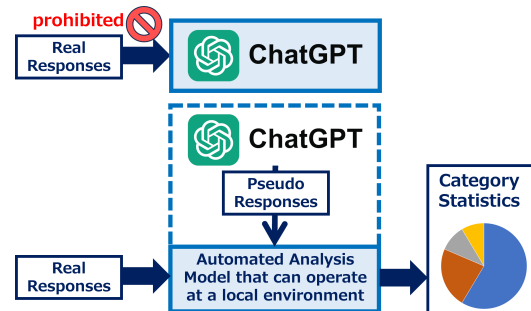 prohibited
Real
Responses
ChatGPT
ChatGPT
Pseudo
Responses
Real
Responses
Automated Analysis
Model that can operate
at a local environment
Category
Statistics